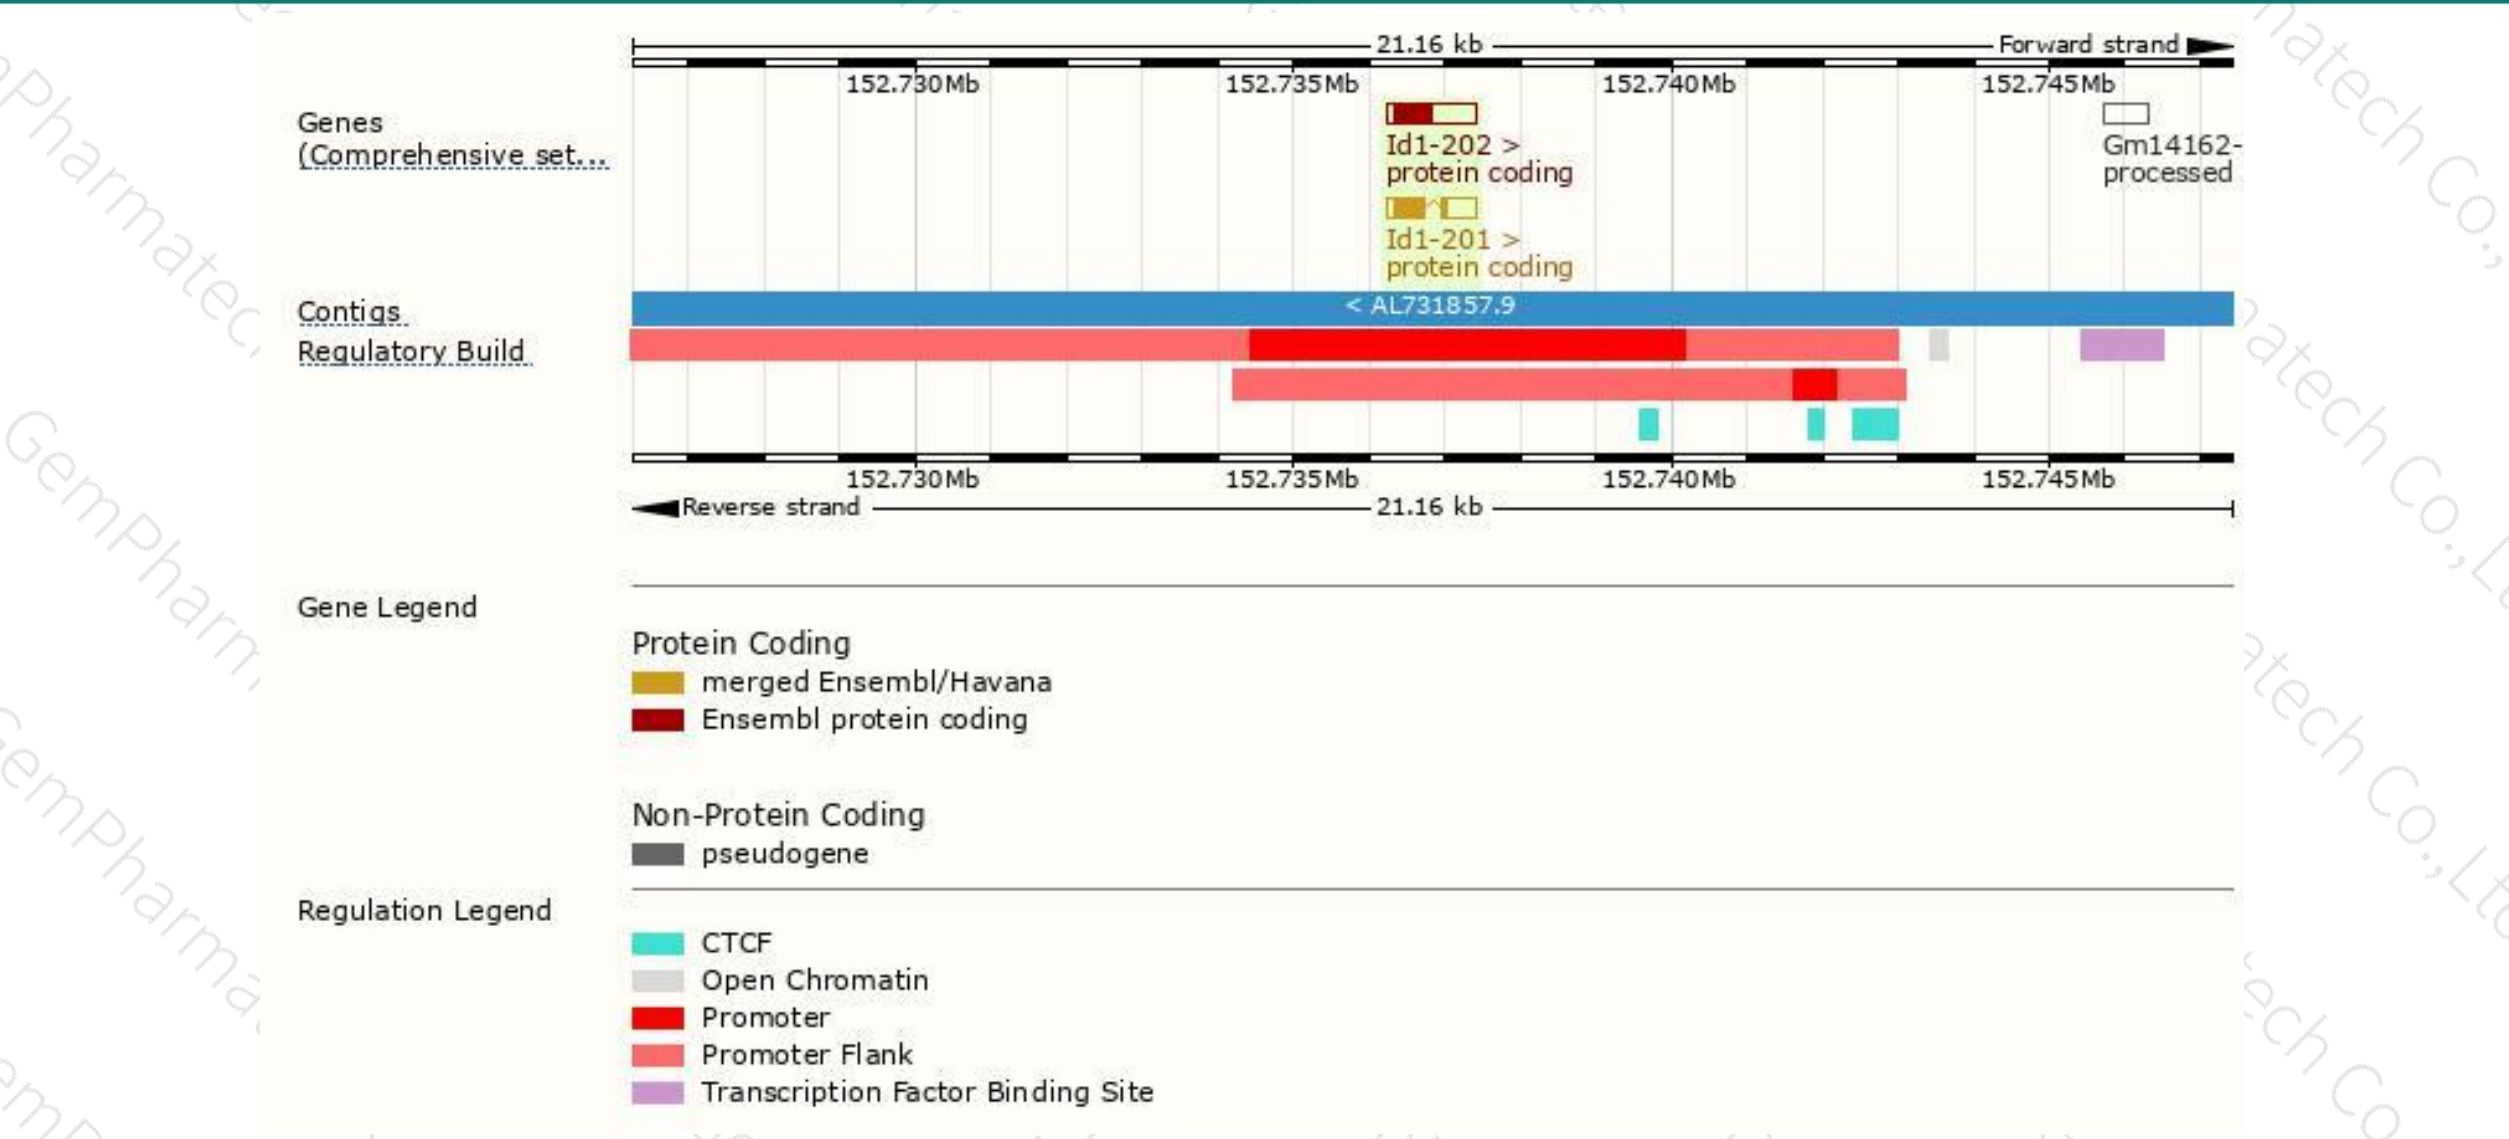 21.16 kb Forward strand
152.730Mb 152.735Mb 152.740Mb 152.745Mb
Genes
(Comprehensive set...
Id1-202 >
protein coding
Gm14162-
processed
Id1-201 >
protein coding
Contigs
< AL731857.9
Regulatory Build
152.730Mb 152.735Mb 152.740Mb 152.745Mb
Reverse strand 21.16 kb
Gene Legend
Protein Coding
merged Ensembl/Havana
Ensembl protein coding
Non-Protein Coding
pseudogene
Regulation Legend
CTCF
Open Chromatin
Promoter
Promoter Flank
Transcription Factor Binding Site
GemPharmatech Co., Ltd